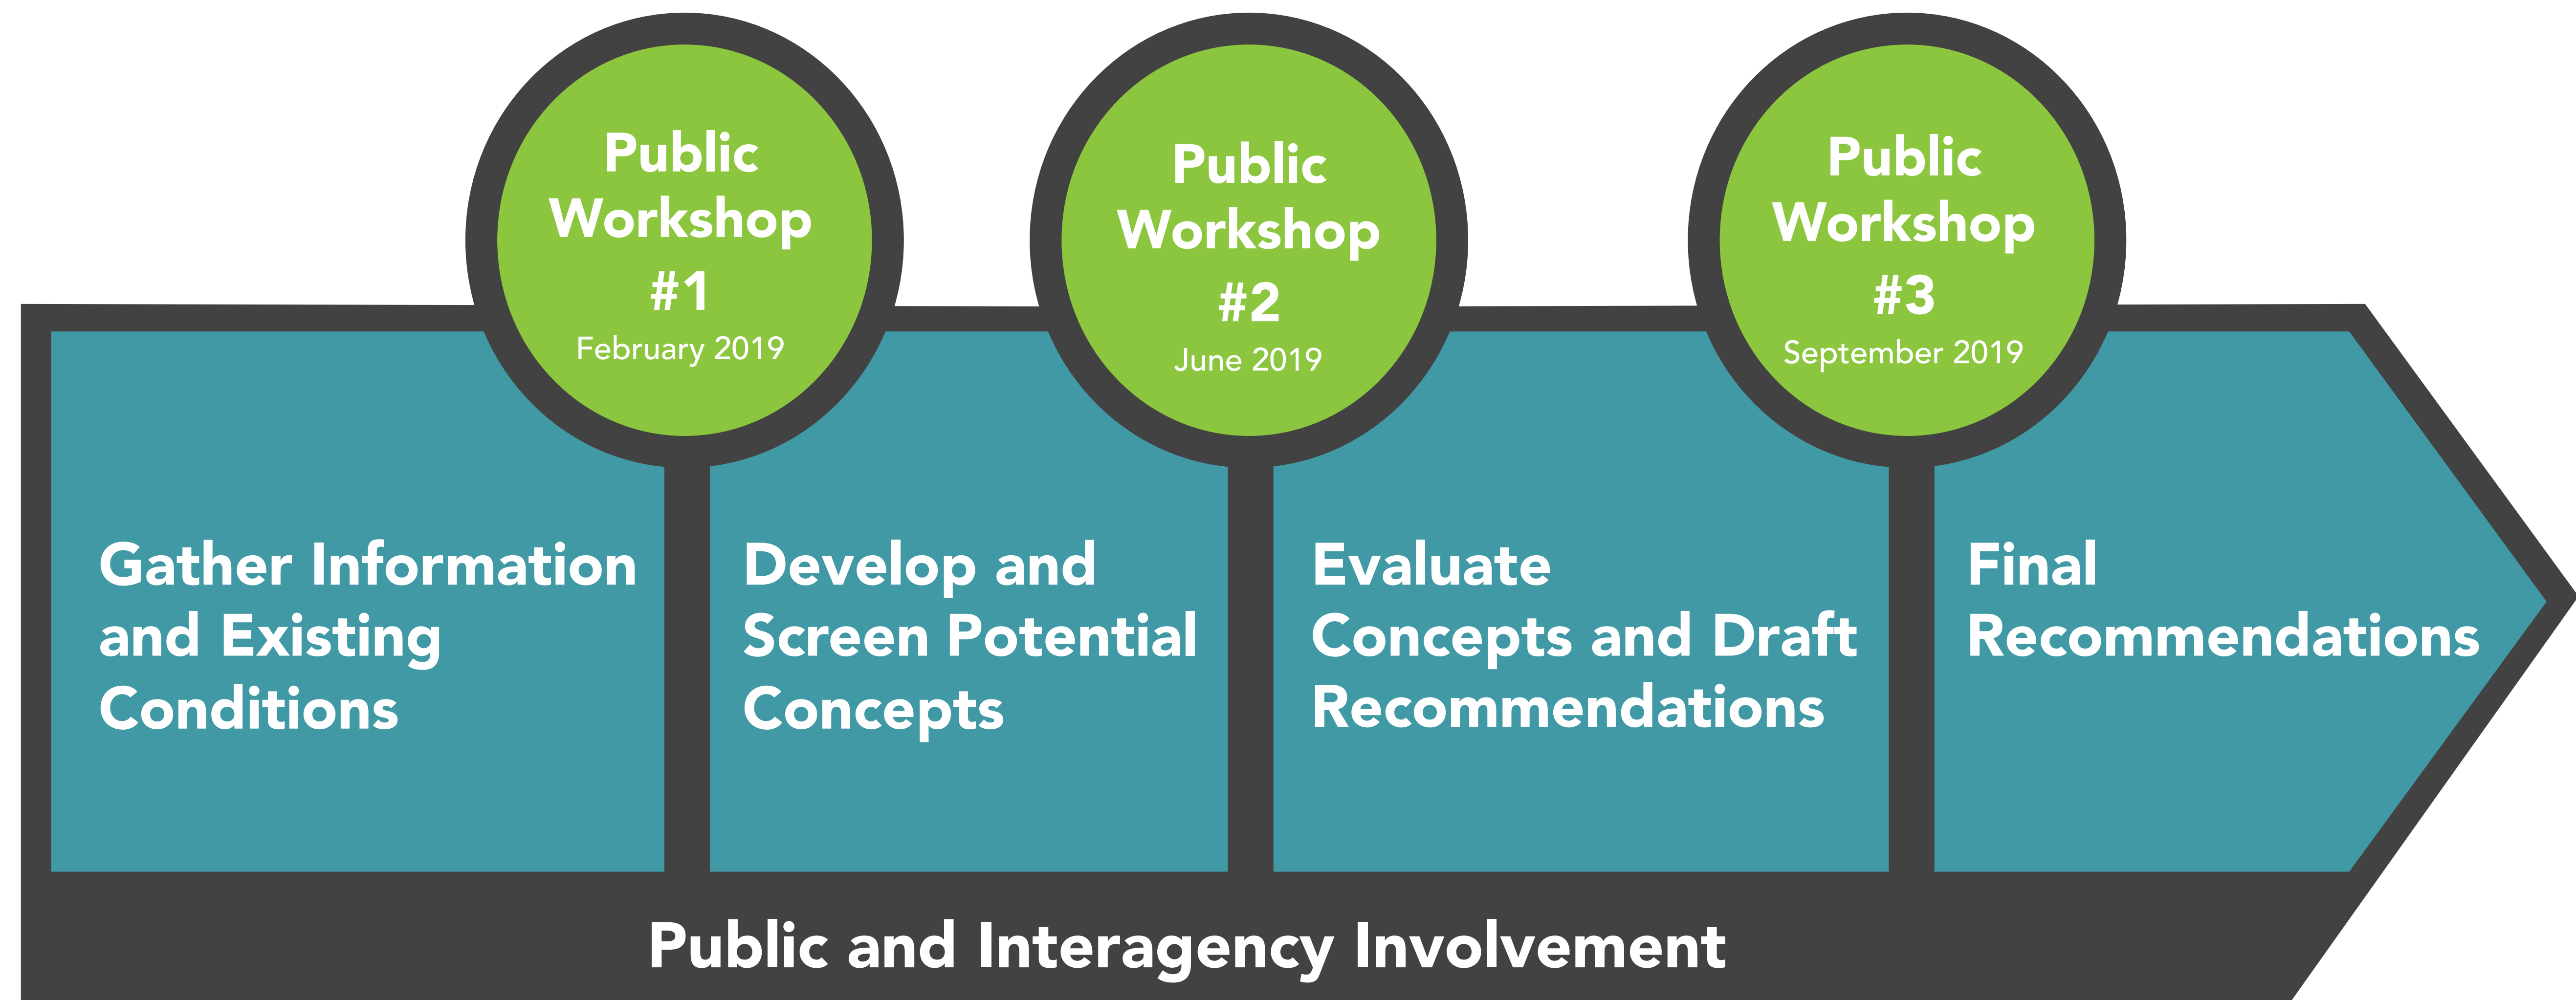 Public
Workshop
#1
February 2019
Public
Workshop
#2
June 2019
Public
Workshop
#3
September 2019
Gather Information
and Existing
Conditions
Develop and
Screen Potential
Concepts
Evaluate
Concepts and Draft
Recommendations
Final
Recommendations
Public and Interagency Involvement